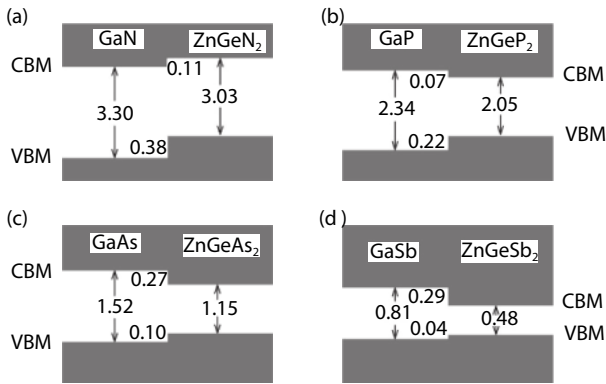 (a)
GaN ZnGeN2
CBM
0.11
3.30 3.03
VBM 0.38
(b)
GaP ZnGeP2
CBM
0.07
2.34 2.05
0.22 VBM
(c)
GaAs ZnGeAs2
CBM 0.27
1.52 1.15
VBM 0.10
(d )
GaSb ZnGeSb2
0.29 CBM
0.81 0.48
0.04 VBM